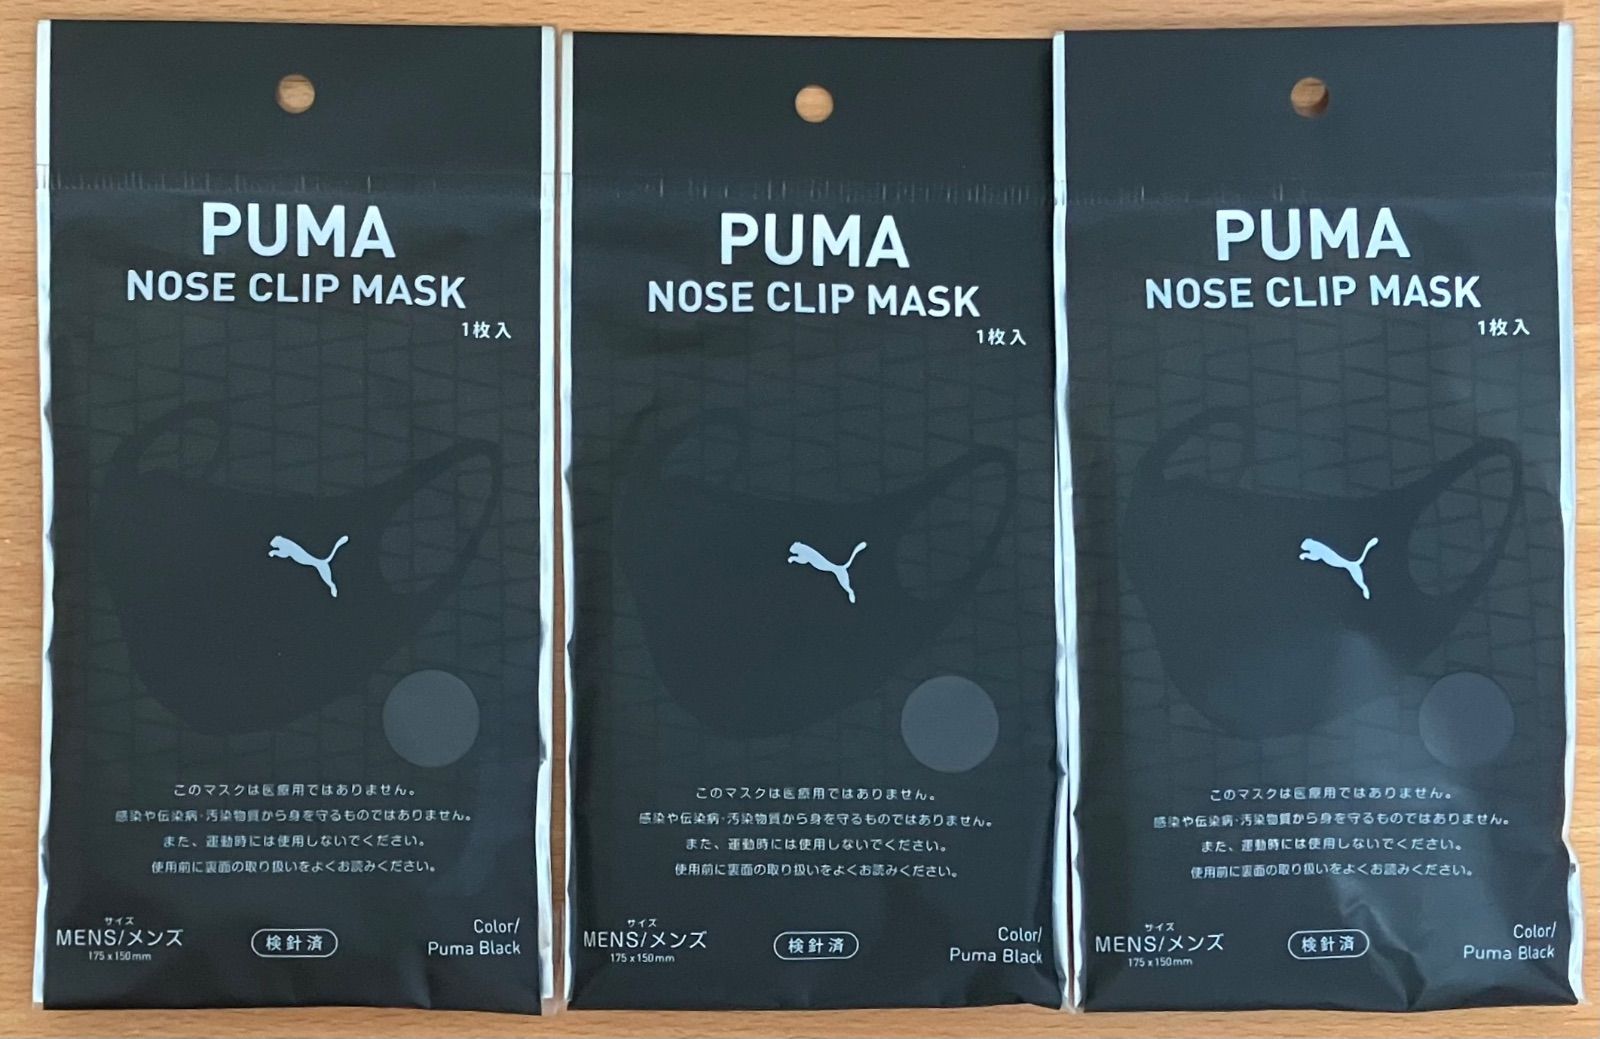 PUMA
NOSE CLIP MASK
1枚入
このマスクは医療用ではありません。
感染や伝染病・汚染物質から身を守るものではありません。
また、運動時には使用しないでください。
使用前に裏面の取り扱いをよくお読みください。
サイズ
MENS/メンズ
175 x 150mm
検針済
Color/
Puma Black
PUMA
NOSE CLIP MASK
1枚入
このマスクは医療用ではありません。
感染や伝染病・汚染物質から身を守るものではありません。
また、運動時には使用しないでください。
使用前に裏面の取り扱いをよくお読みください。
サイズ
MENS/メンズ
175 x 150mm
検針済
Color/
Puma Black
PUMA
NOSE CLIP MASK
1枚入
このマスクは医療用ではありません。
感染や伝染病・汚染物質から身を守るものではありません。
また、運動時には使用しないでください。
使用前に裏面の取り扱いをよくお読みください。
サイズ
MENS/メンズ
175 x 150mm
検針済
Color/
Puma Black